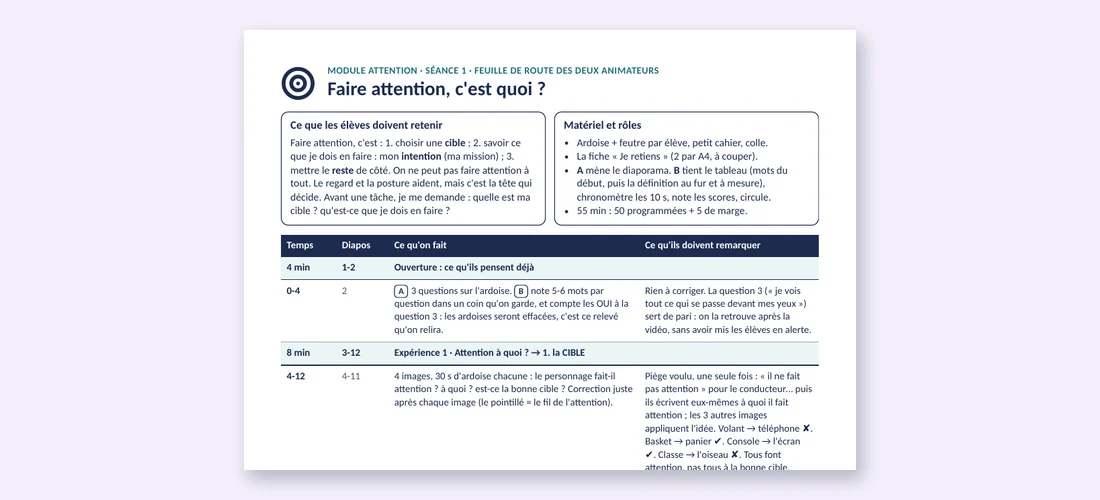 MODULE ATTENTION · SÉANCE 1 · FEUILLE DE ROUTE DES DEUX ANIMATEURS
Faire attention, c'est quoi ?
Ce que les élèves doivent retenir
Faire attention, c'est : 1. choisir une cible ; 2. savoir ce
que je dois en faire : mon intention (ma mission) ; 3.
mettre le reste de côté. On ne peut pas faire attention à
tout. Le regard et la posture aident, mais c'est la tête qui
décide. Avant une tâche, je me demande : quelle est ma
cible ? qu'est-ce que je dois en faire ?
Matériel et rôles
• Ardoise + feutre par élève, petit cahier, colle.
• La fiche « Je retiens » (2 par A4, à couper).
• A mène le diaporama. B tient le tableau (mots du
début, puis la définition au fur et à mesure),
chronomètre les 10 s, note les scores, circule.
• 55 min : 50 programmées + 5 de marge.
Temps Diapos Ce qu'on fait Ce qu'ils doivent remarquer
4 min 1-2 Ouverture : ce qu'ils pensent déjà
0-4 2
A 3 questions sur l'ardoise. B note 5-6 mots par
question dans un coin qu'on garde, et compte les OUI à la
question 3 : les ardoises seront effacées, c'est ce relevé
qu'on relira.
Rien à corriger. La question 3 (« je vois
tout ce qui se passe devant mes yeux »)
sert de pari : on la retrouve après la
vidéo, sans avoir mis les élèves en alerte.
8 min 3-12 Expérience 1 · Attention à quoi ? → 1. la CIBLE
4-12 4-11
4 images, 30 s d'ardoise chacune : le personnage fait-il
attention ? à quoi ? est-ce la bonne cible ? Correction juste
après chaque image (le pointillé = le fil de l'attention).
Piège voulu, une seule fois : « il ne fait
pas attention » pour le conducteur... puis
ils écrivent eux-mêmes à quoi il fait
attention ; les 3 autres images
appliquent l'idée. Volant → téléphone ✘.
Basket → panier ✔. Console → l'écran
✔. Classe → l'oiseau ✘. Tous font
attention, pas tous à la bonne cible.